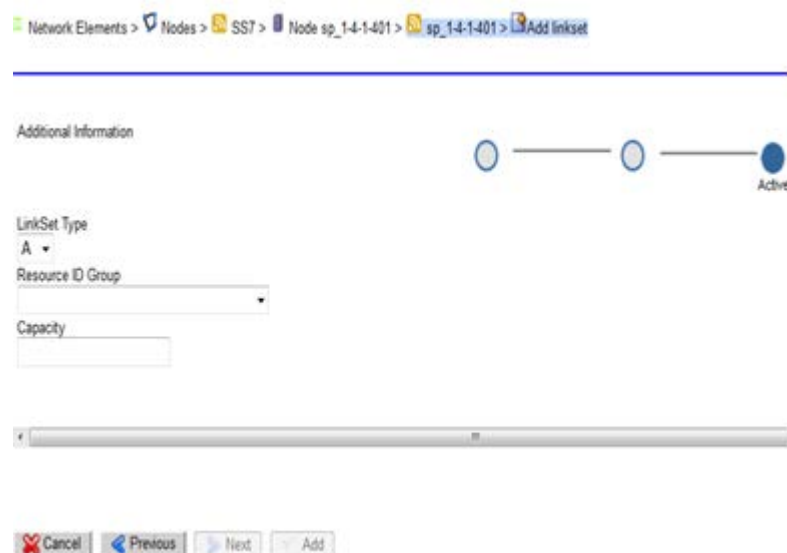 Network Elements > Nodes > SS7 > Node sp_1-4-1-401 > sp_1-4-1-401 > Add linkset
Additional Information
Active
LinkSet Type
A
Resource ID Group
Capacity
Cancel Previous Next Add